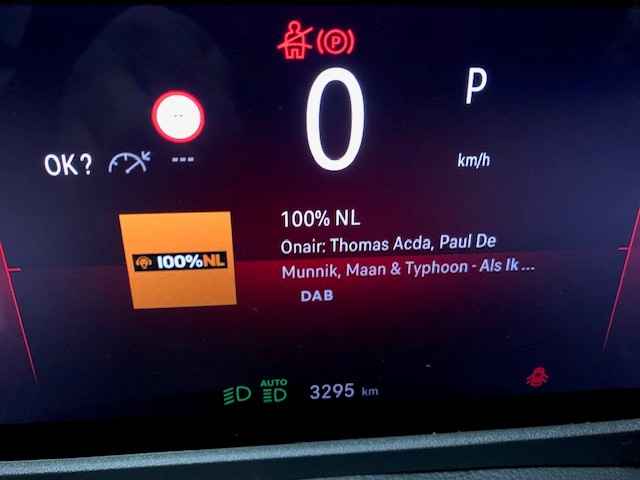 (P)
0
P
--
OK?
---
km/h
100%NL
100% NL
Onair: Thomas Acda, Paul De
Munnik, Maan & Typhoon - Als Ik ...
DAB
AUTO
3295 km